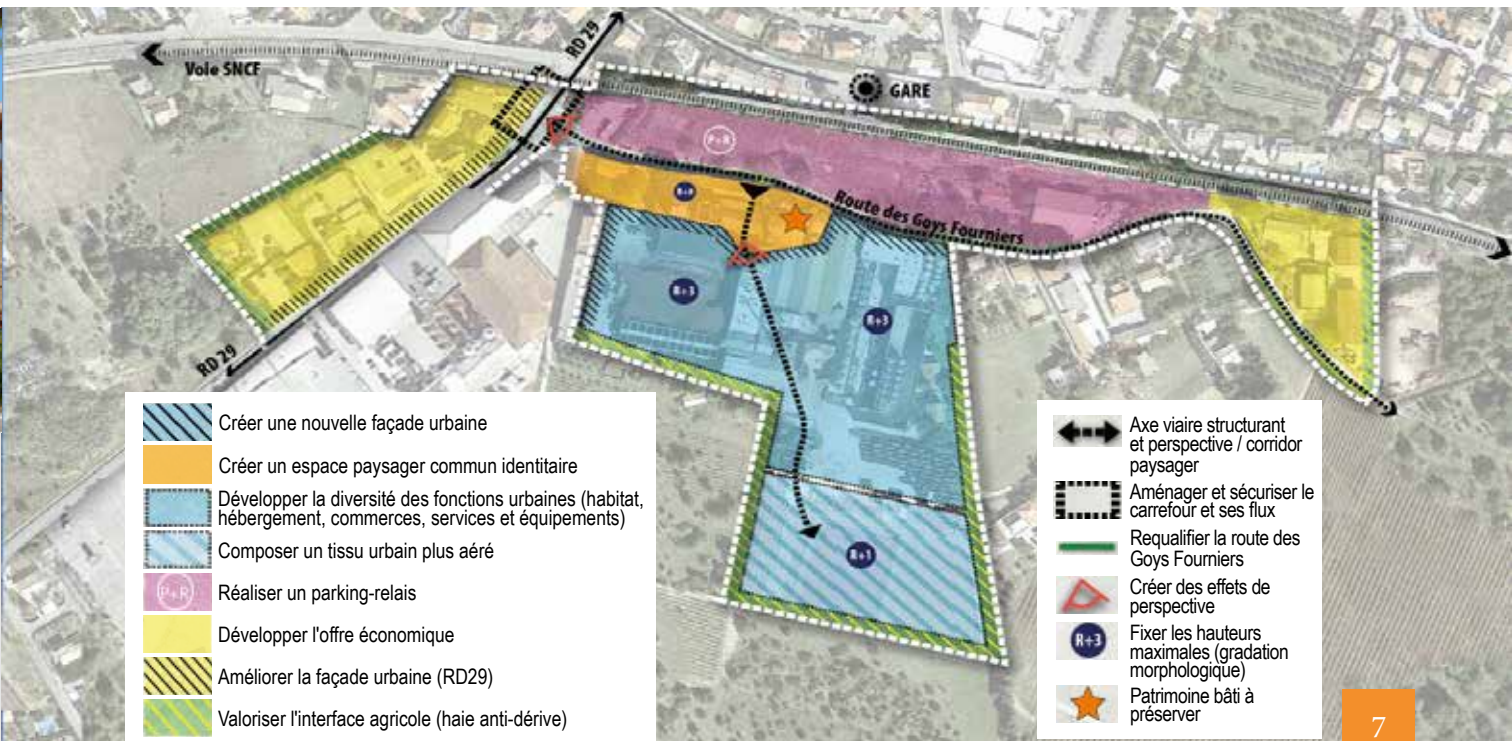 RD 29
Voie SNCF
GARE
P+R
Route des Goys Fourniers
R+3
R+3
RD 29
R+1
Créer une nouvelle façade urbaine
Créer un espace paysager commun identitaire
Développer la diversité des fonctions urbaines (habitat,
hébergement, commerces, services et équipements)
Composer un tissu urbain plus aéré
P+R
Réaliser un parking-relais
Développer l'offre économique
Améliorer la façade urbaine (RD29)
Valoriser l'interface agricole (haie anti-dérive)
Axe viaire structurant
et perspective / corridor
paysager
Aménager et sécuriser le
carrefour et ses flux
Requalifier la route des
Goys Fourniers
Créer des effets de
perspective
R+3
Fixer les hauteurs
maximales (gradation
morphologique)
Patrimoine bâti à
préserver
7